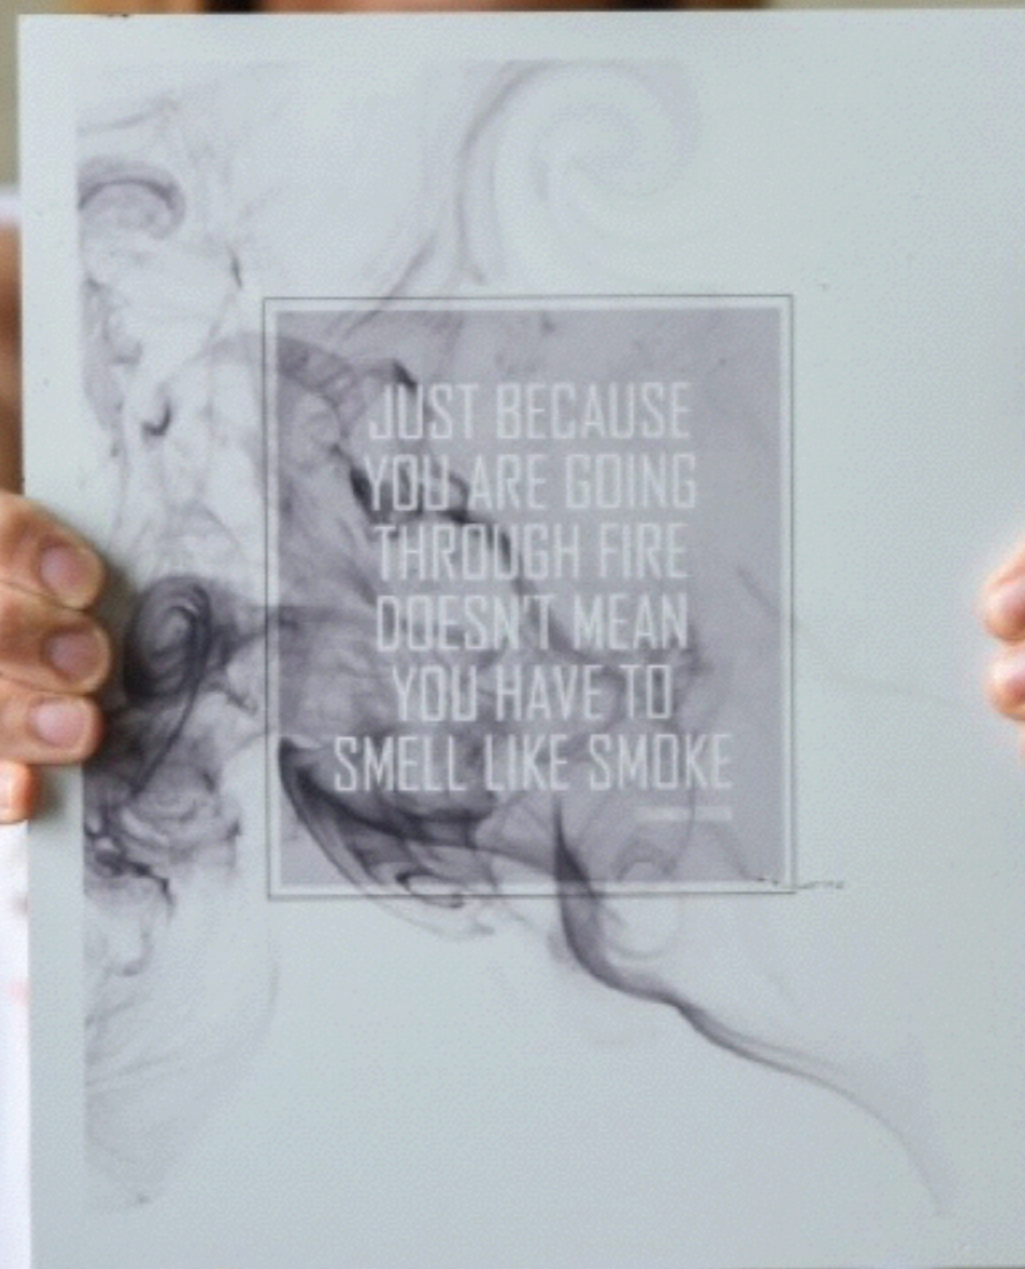 JUST BECAUSE
YOU ARE GOING
THROUGH FIRE
DOESN'T MEAN
YOU HAVE TO
SMELL LIKE SMOKE